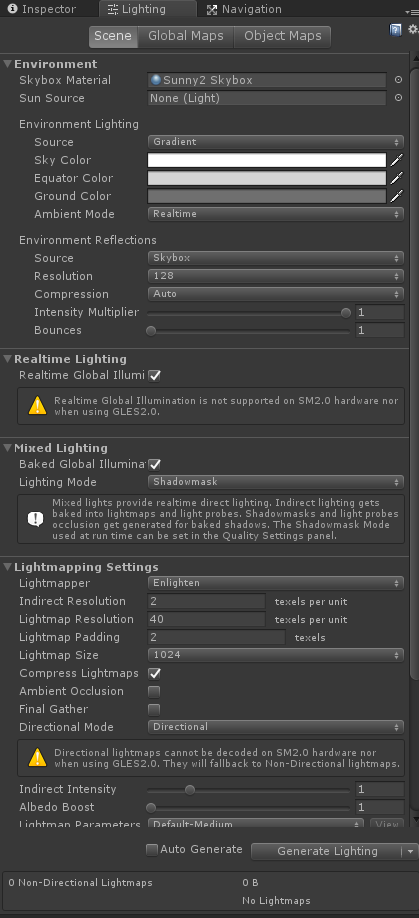 Inspector Lighting Navigation
Scene Global Maps Object Maps
Environment
Skybox Material Sunny2 Skybox
Sun Source None (Light)
Environment Lighting
Source Gradient
Sky Color
Equator Color
Ground Color
Ambient Mode Realtime
Environment Reflections
Source Skybox
Resolution 128
Compression Auto
Intensity Multiplier 1
Bounces 1
Realtime Lighting
Realtime Global Illumi
Realtime Global Illumination is not supported on SM2.0 hardware nor
when using GLES2.0.
Mixed Lighting
Baked Global Illumina
Lighting Mode Shadowmask
Mixed lights provide realtime direct lighting. Indirect lighting gets
baked into lightmaps and light probes. Shadowmasks and light probes
occlusion get generated for baked shadows. The Shadowmask Mode
used at run time can be set in the Quality Settings panel.
Lightmapping Settings
Lightmapper Enlighten
Indirect Resolution 2 texels per unit
Lightmap Resolution 40 texels per unit
Lightmap Padding 2 texels
Lightmap Size 1024
Compress Lightmaps
Ambient Occlusion
Final Gather
Directional Mode Directional
Directional lightmaps cannot be decoded on SM2.0 hardware nor
when using GLES2.0. They will fallback to Non-Directional lightmaps.
Indirect Intensity 1
Albedo Boost 1
Lightmap Parameters Default-Medium View
Auto Generate Generate Lighting
0 Non-Directional Lightmaps 0 B
No Lightmaps